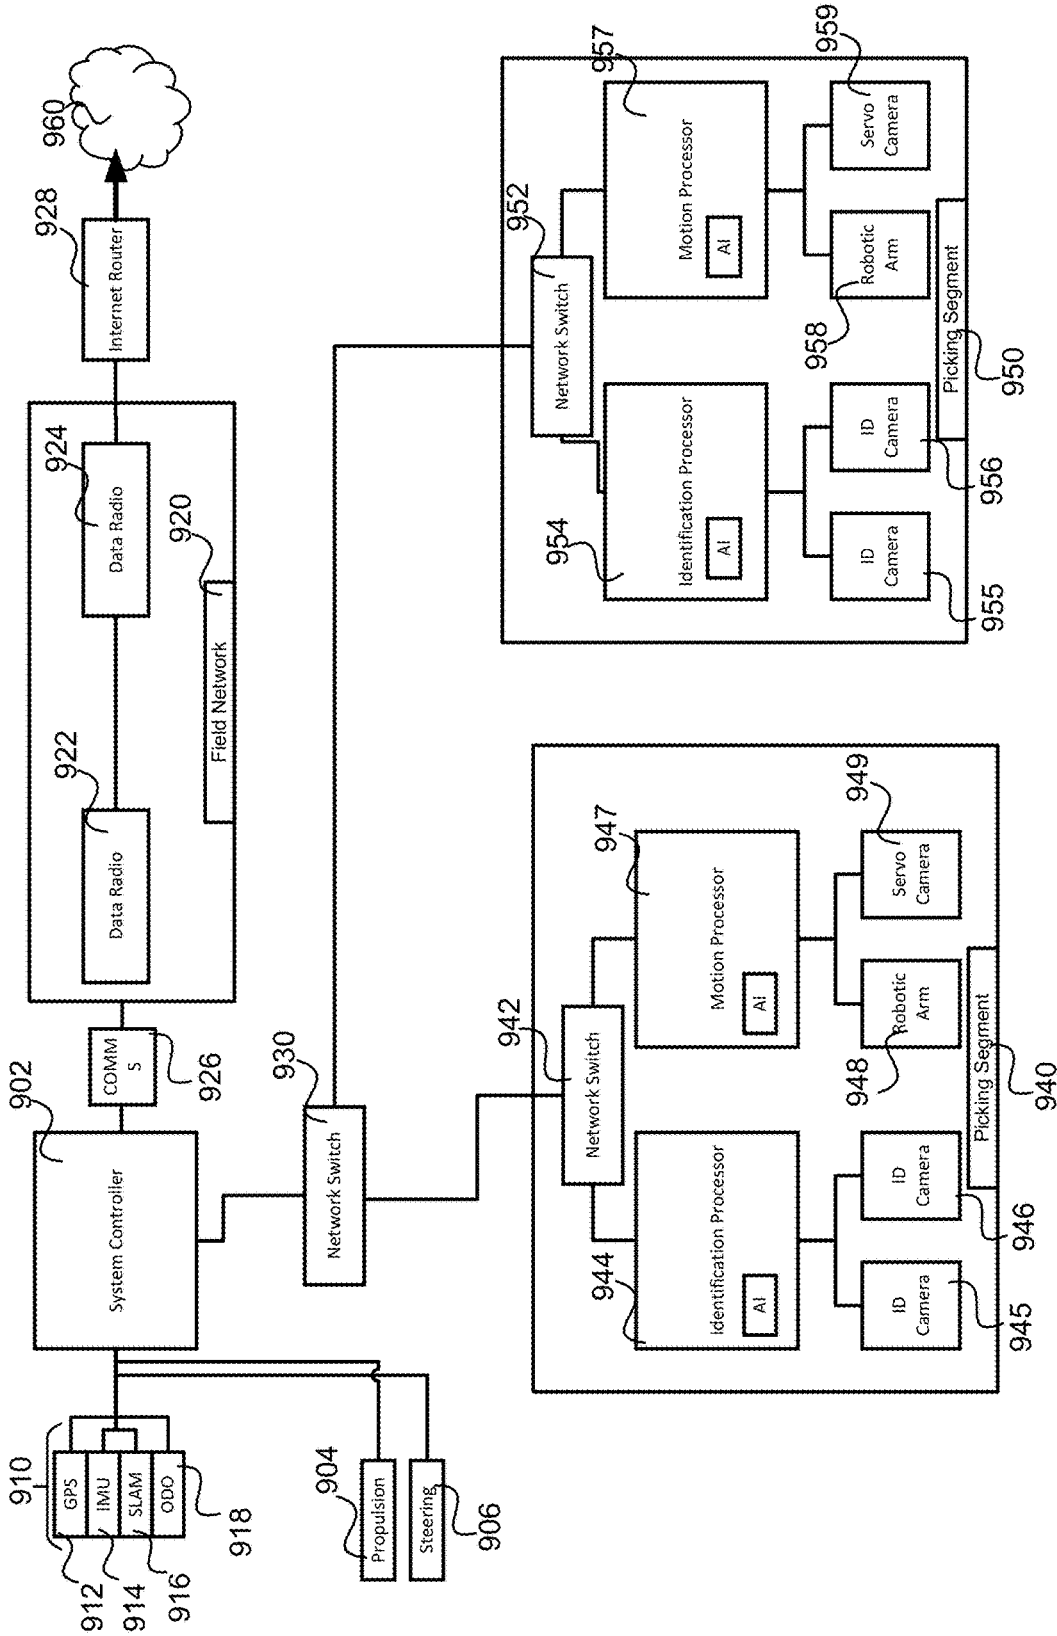 910
GPS
IMU
SLAM
ODO
912
914
916
918
902
System Controller
COMM
S
926
922
Data Radio
924
Data Radio
920
Field Network
928
Internet Router
960
904
Propulsion
Steering
906
930
Network Switch
942
Network Switch
944
Identification Processor
AI
947
Motion Processor
AI
ID
Camera
945
ID
Camera
946
Robotic
Arm
948
Servo
Camera
949
Picking Segment
940
952
Network Switch
954
Identification Processor
AI
957
Motion Processor
AI
ID
Camera
955
ID
Camera
956
Robotic
Arm
958
Servo
Camera
959
Picking Segment
950